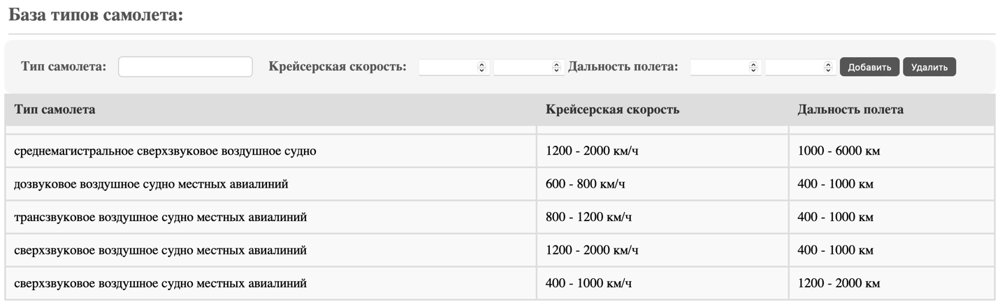 База типов самолета:
Тип самолета: Крейсерская скорость: Дальность полета: Добавить Удалить
Тип самолета Крейсерская скорость Дальность полета
среднемагистральное сверхзвуковое воздушное судно 1200 - 2000 км/ч 1000 - 6000 км
дозвуковое воздушное судно местных авиалиний 600 - 800 км/ч 400 - 1000 км
трансзвуковое воздушное судно местных авиалиний 800 - 1200 км/ч 400 - 1000 км
сверхзвуковое воздушное судно местных авиалиний 1200 - 2000 км/ч 400 - 1000 км
сверхзвуковое воздушное судно местных авиалиний 400 - 1000 км/ч 1200 - 2000 км